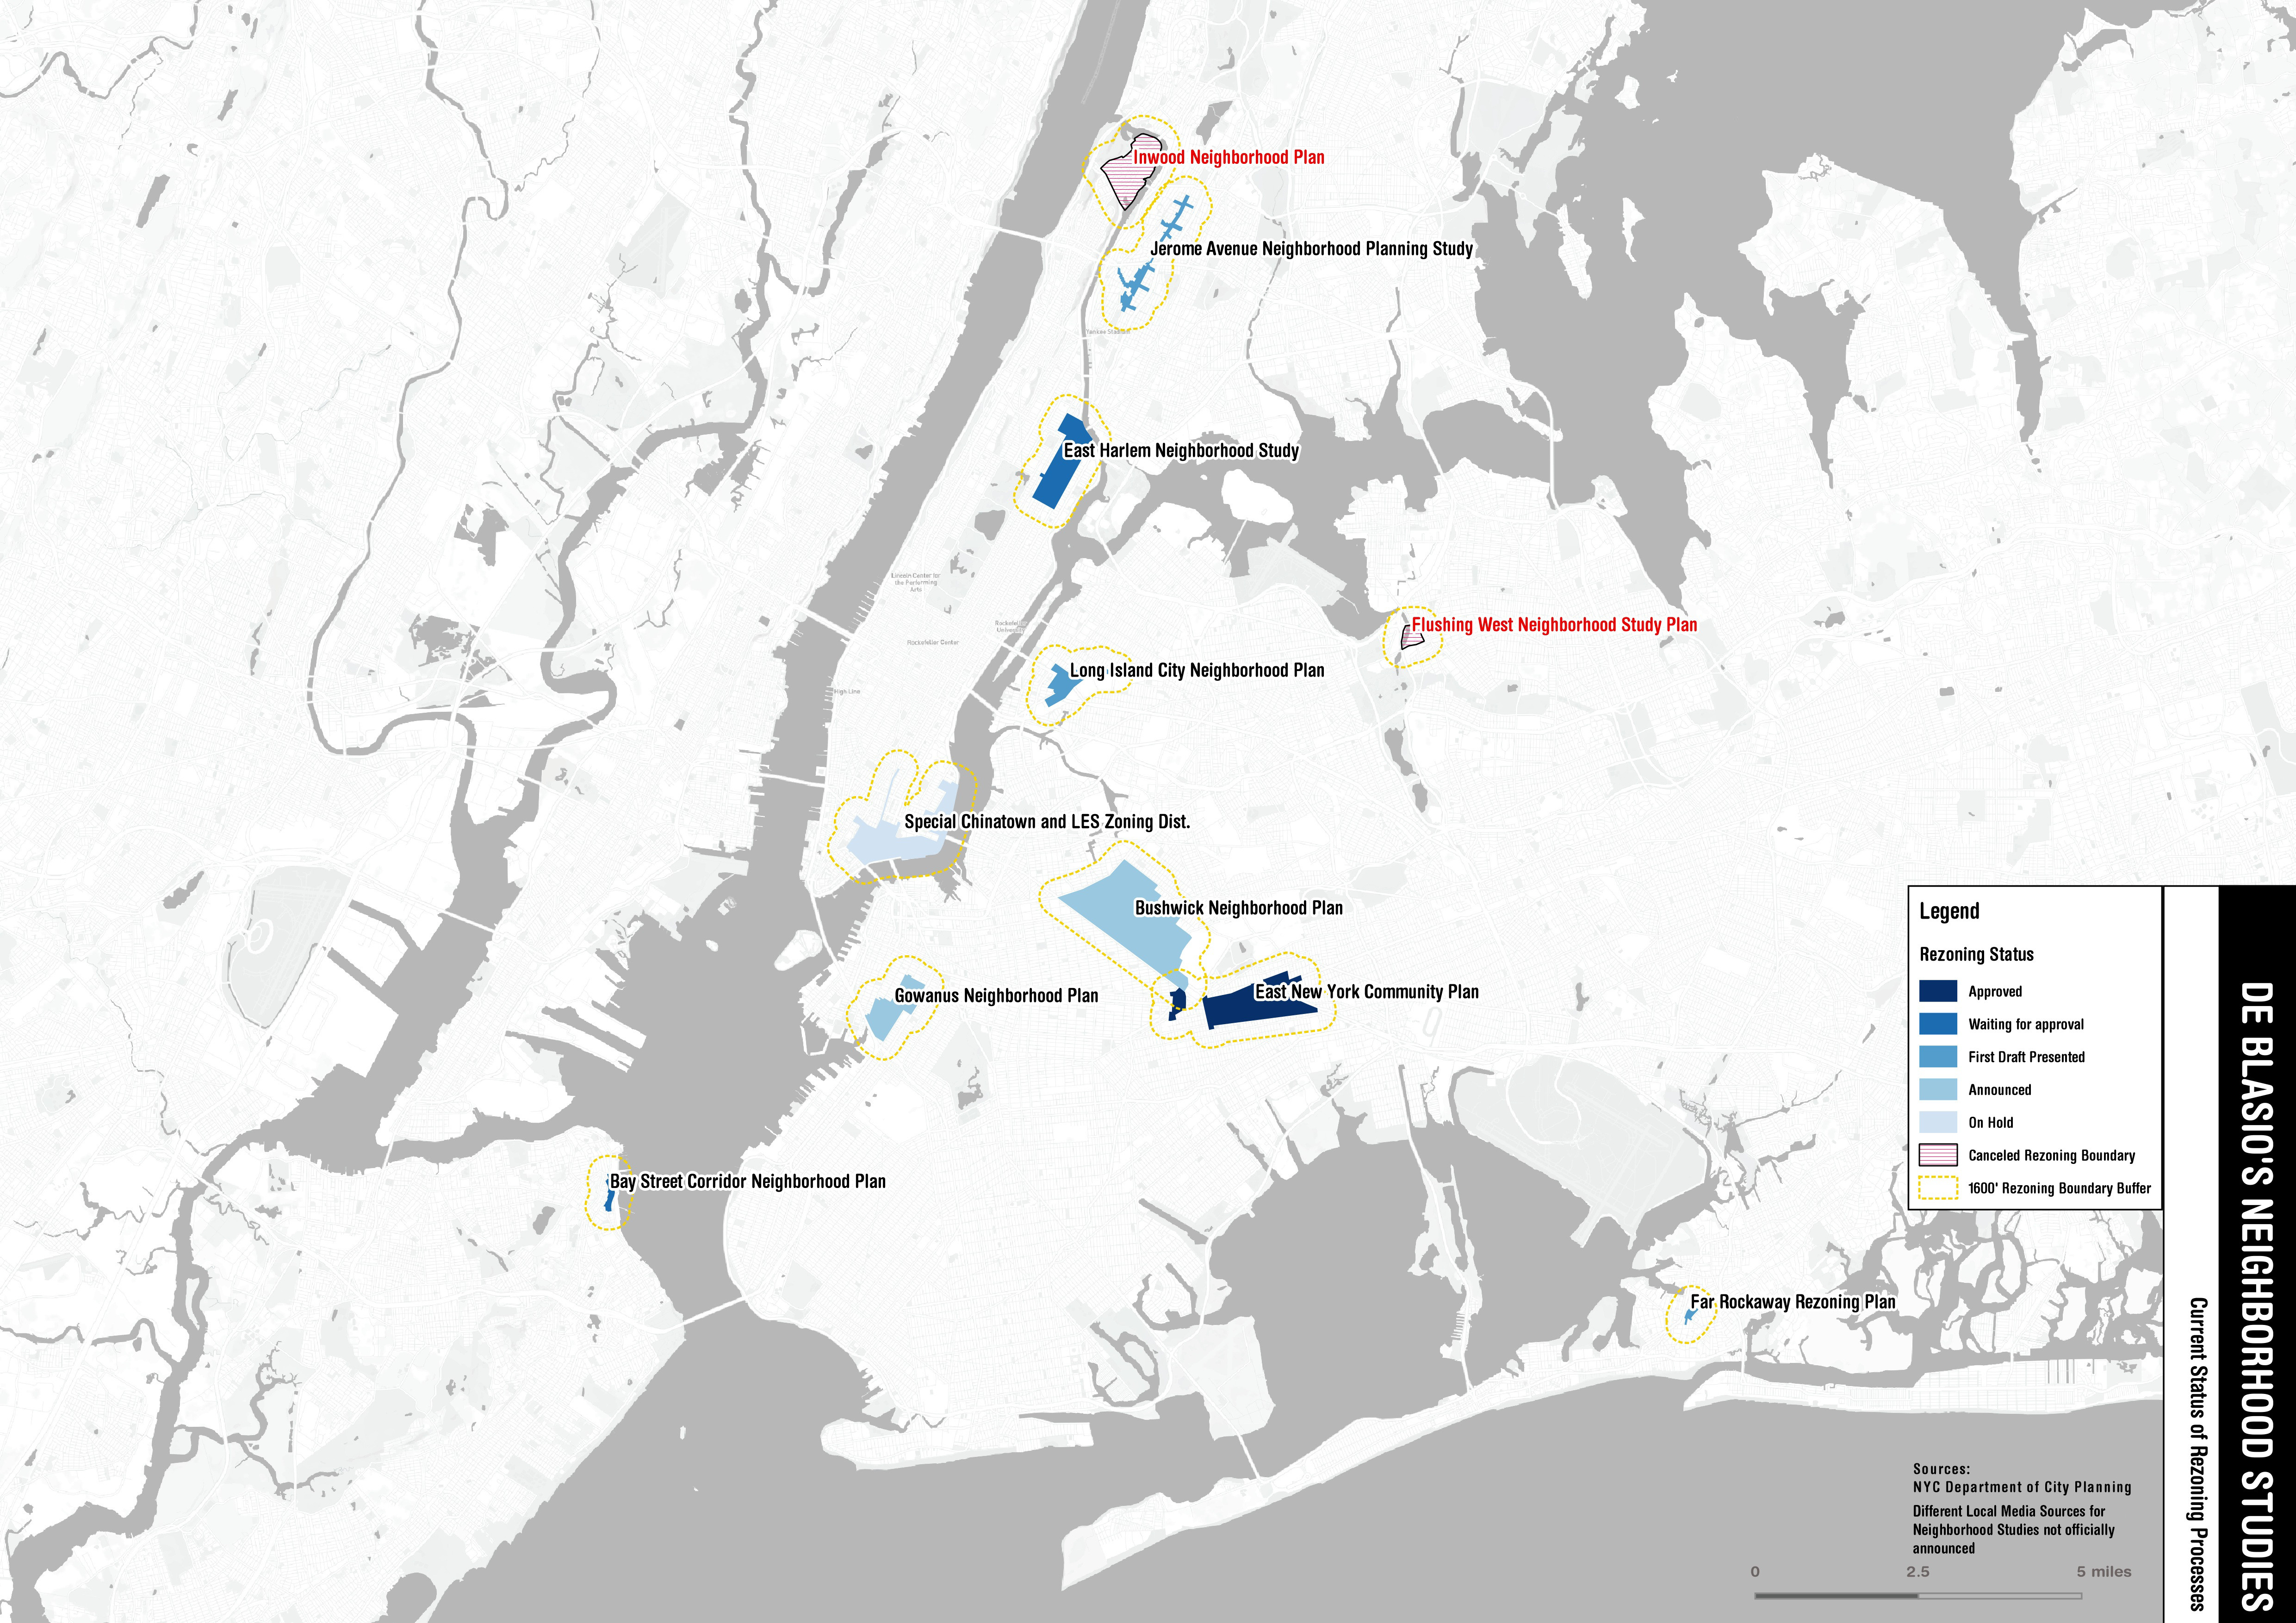 Inwood Neighborhood Plan
Jerome Avenue Neighborhood Planning Study
Yankee Stadium
East Harlem Neighborhood Study
Lincoln Center for
the Performing
Arts
Rockefeller
University
Rockefeller Center
Flushing West Neighborhood Study Plan
Long Island City Neighborhood Plan
High Line
Special Chinatown and LES Zoning Dist.
Bushwick Neighborhood Plan
Gowanus Neighborhood Plan
East New York Community Plan
Bay Street Corridor Neighborhood Plan
Far Rockaway Rezoning Plan
Legend
Rezoning Status
Approved
Waiting for approval
First Draft Presented
Announced
On Hold
Canceled Rezoning Boundary
1600' Rezoning Boundary Buffer
Sources:
NYC Department of City Planning
Different Local Media Sources for
Neighborhood Studies not officially
announced
0 2.5 5 miles
DE BLASIO'S NEIGHBORHOOD STUDIES
Current Status of Rezoning Processes